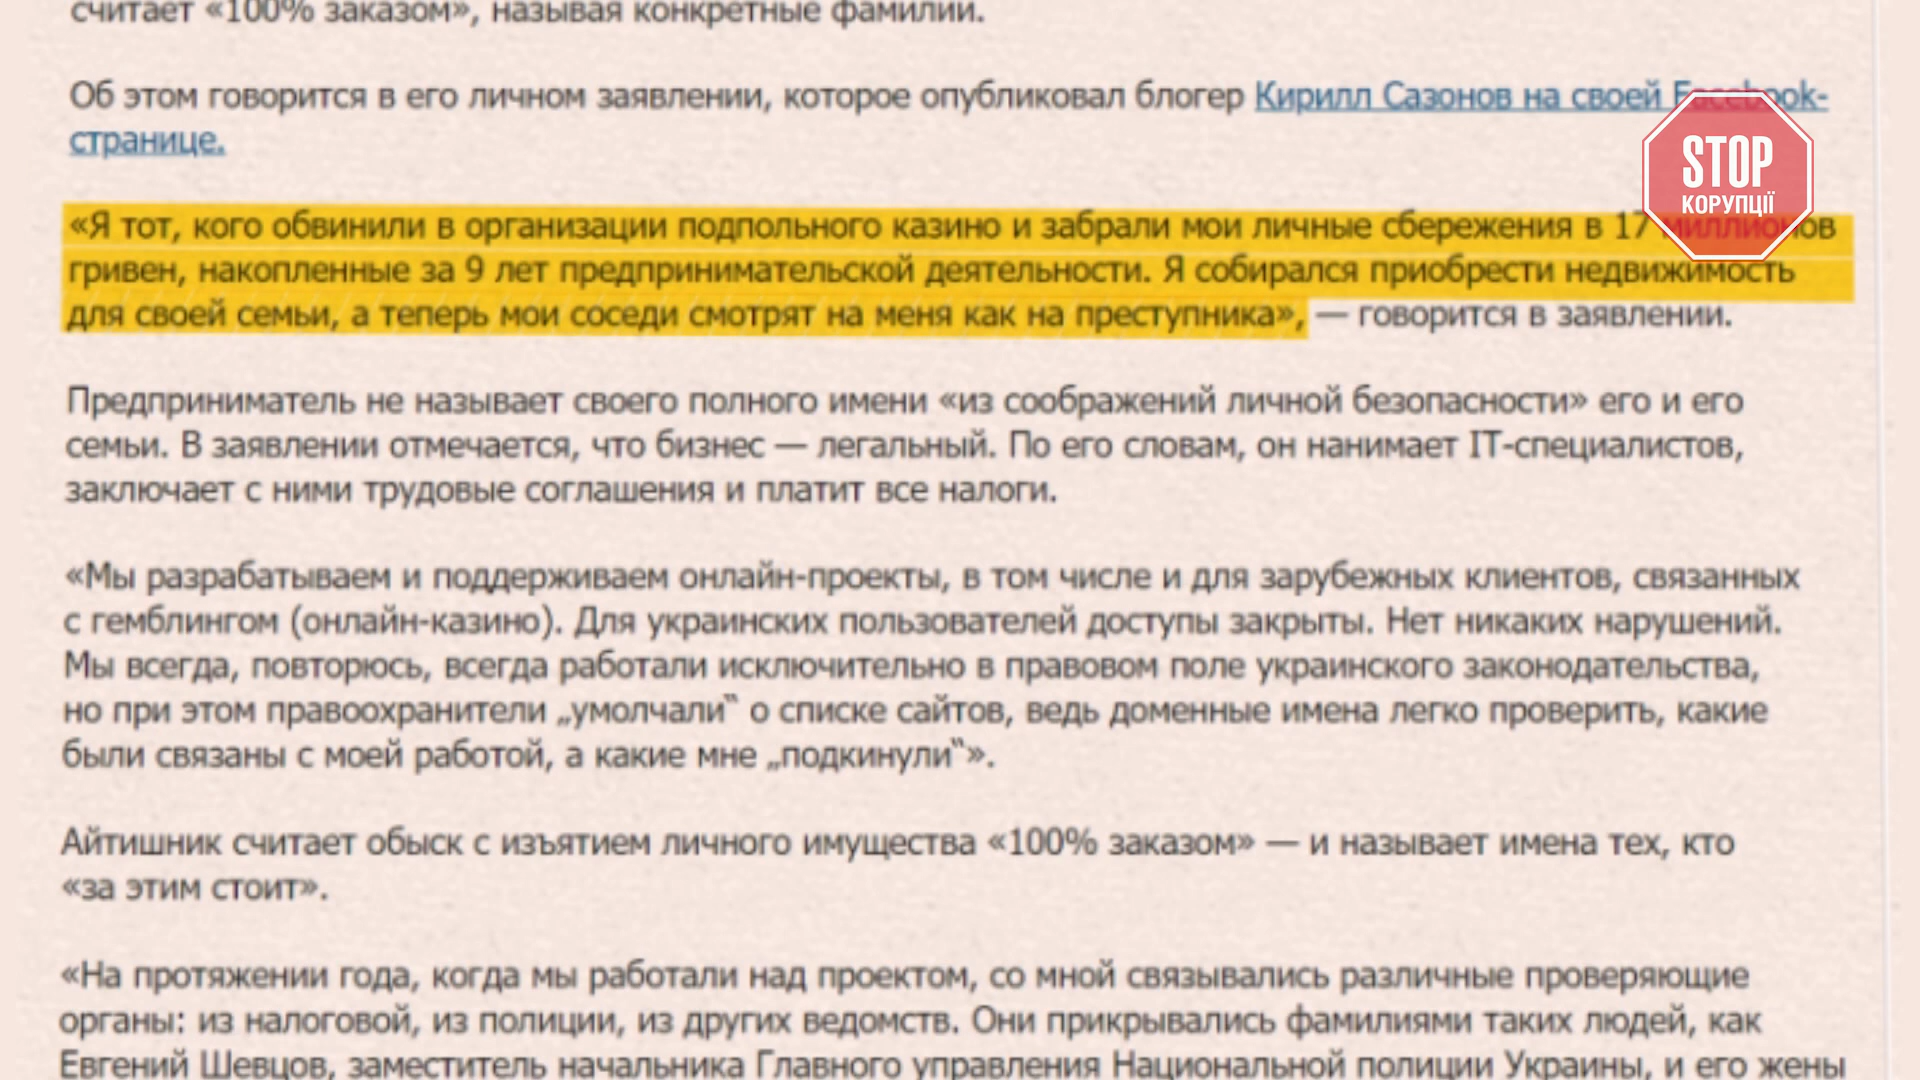 считает «100% заказом», называя конкретные фамилии.
Об этом говорится в его личном заявлении, которое опубликовал блогер Кирилл Сазонов на своей Facebook-
странице.
STOP
КОРУПЦІЇ
«Я тот, кого обвинили в организации подпольного казино и забрали мои личные сбережения в 17 миллионов
гривен, накопленные за 9 лет предпринимательской деятельности. Я собирался приобрести недвижимость
для своей семьи, а теперь мои соседи смотрят на меня как на преступника», — говорится в заявлении.
Предприниматель не называет своего полного имени «из соображений личной безопасности» его и его
семьи. В заявлении отмечается, что бизнес — легальный. По его словам, он нанимает IT-специалистов,
заключает с ними трудовые соглашения и платит все налоги.
«Мы разрабатываем и поддерживаем онлайн-проекты, в том числе и для зарубежных клиентов, связанных
с гемблингом (онлайн-казино). Для украинских пользователей доступы закрыты. Нет никаких нарушений.
Мы всегда, повторюсь, всегда работали исключительно в правовом поле украинского законодательства,
но при этом правоохранители „умолчали‟ о списке сайтов, ведь доменные имена легко проверить, какие
были связаны с моей работой, а какие мне „подкинули‟».
Айтишник считает обыск с изъятием личного имущества «100% заказом» — и называет имена тех, кто
«за этим стоит».
«На протяжении года, когда мы работали над проектом, со мной связывались различные проверяющие
органы: из налоговой, из полиции, из других ведомств. Они прикрывались фамилиями таких людей, как
Евгений Шевцов, заместитель начальника Главного управления Национальной полиции Украины, и его жены